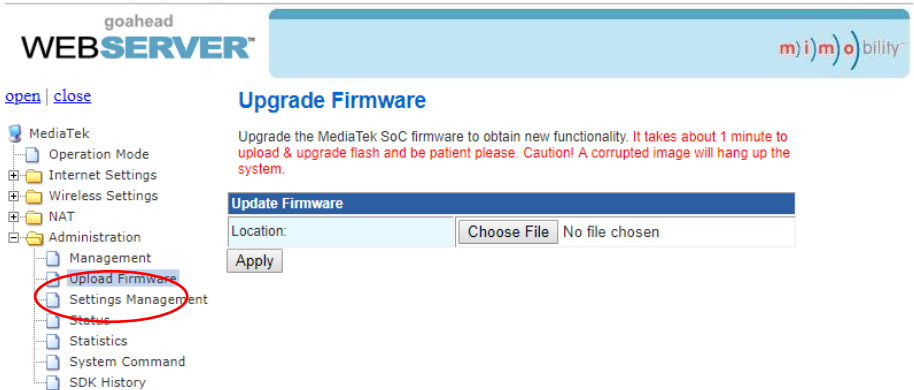 goahead
WEBSERVER™
m)i)m)o)bility™
open | close
MediaTek
Operation Mode
Internet Settings
Wireless Settings
NAT
Administration
Management
Upload Firmware
Settings Management
Status
Statistics
System Command
SDK History
Upgrade Firmware
Upgrade the MediaTek SoC firmware to obtain new functionality. It takes about 1 minute to
upload & upgrade flash and be patient please. Caution! A corrupted image will hang up the
system.
Update Firmware
Location: Choose File No file chosen
Apply